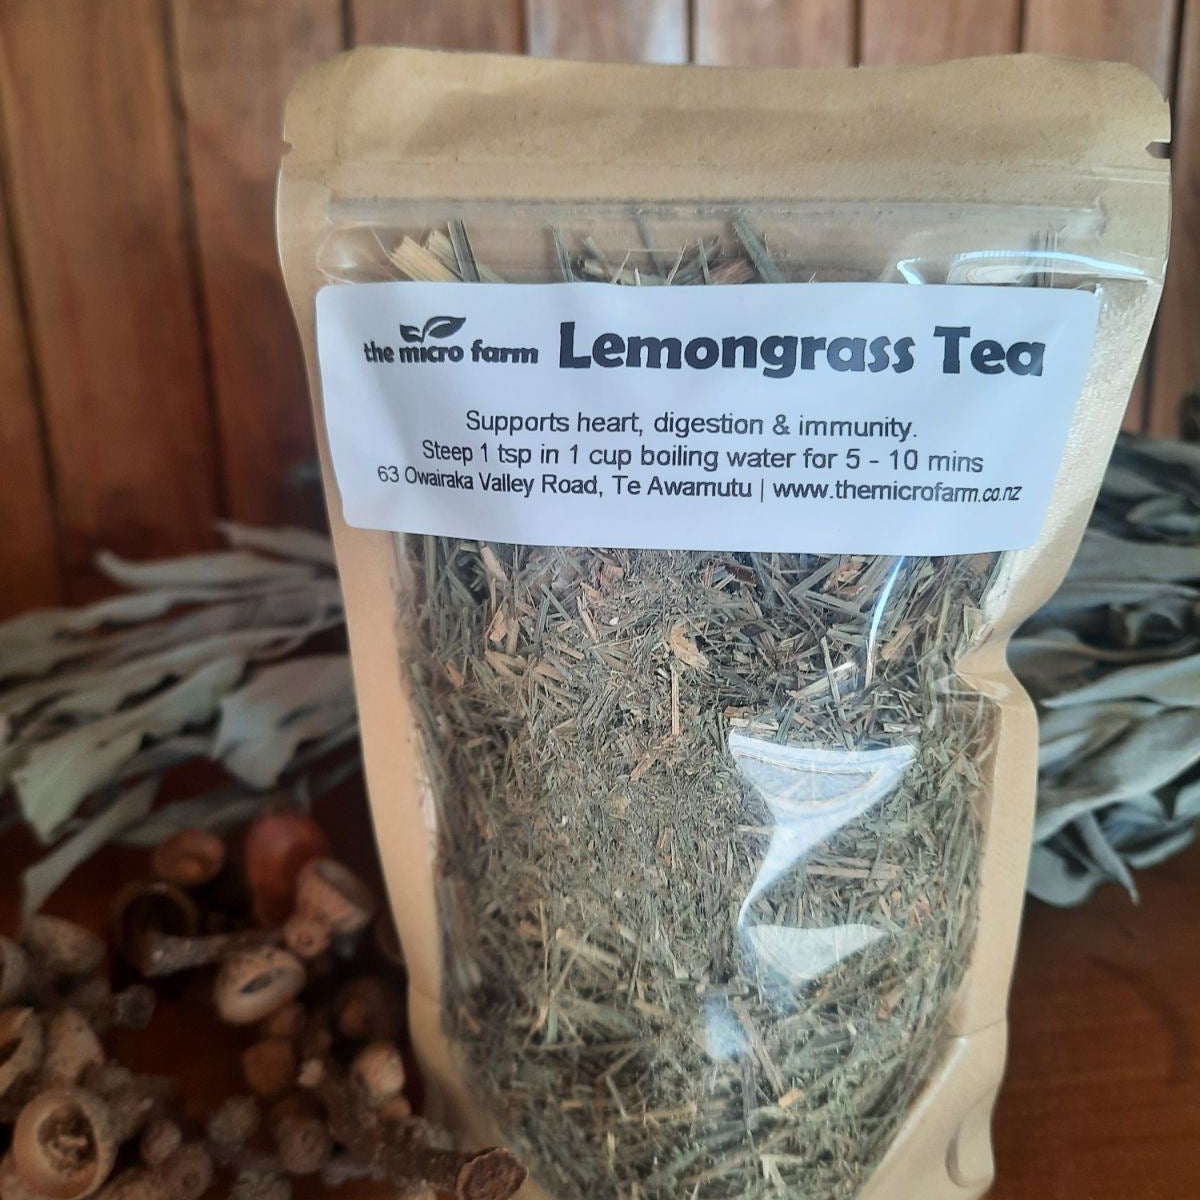 the micro farm Lemongrass Tea
Supports heart, digestion & immunity.
Steep 1 tsp in 1 cup boiling water for 5 - 10 mins
63 Owairaka Valley Road, Te Awamutu | www.themicrofarm.co.nz